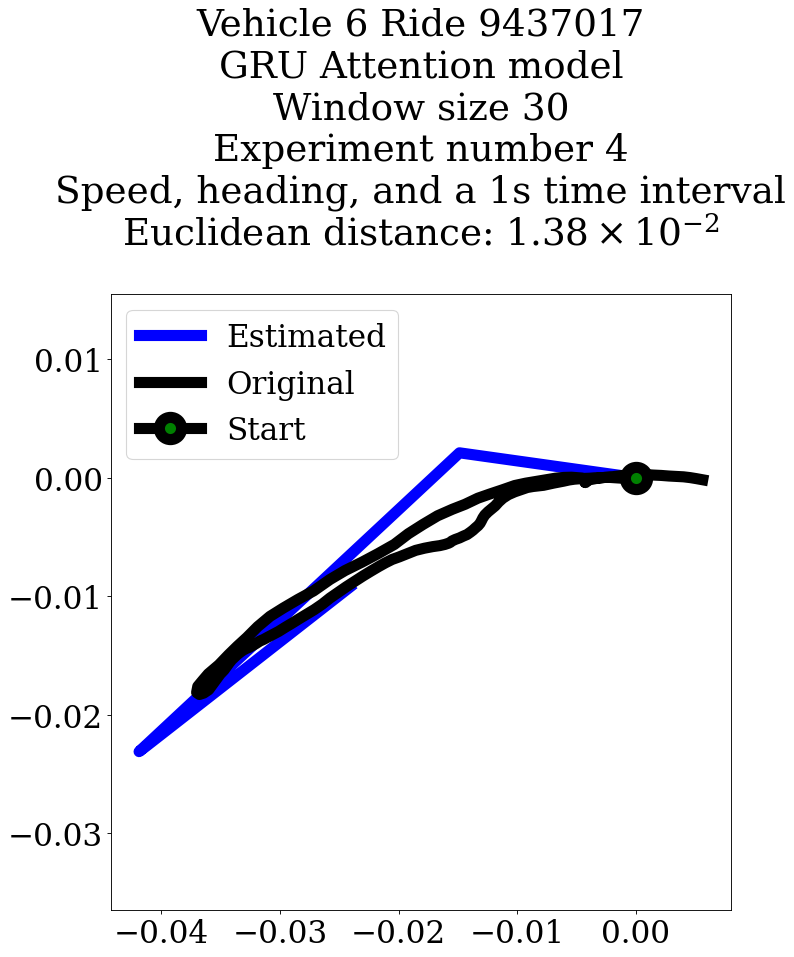 Vehicle 6 Ride 9437017
GRU Attention model
Window size 30
Experiment number 4
Speed, heading, and a 1s time interval
Euclidean distance: 1.38 × 10⁻²
Estimated
Original
Start
0.01
0.00
−0.01
−0.02
−0.03
−0.04 −0.03 −0.02 −0.01 0.00